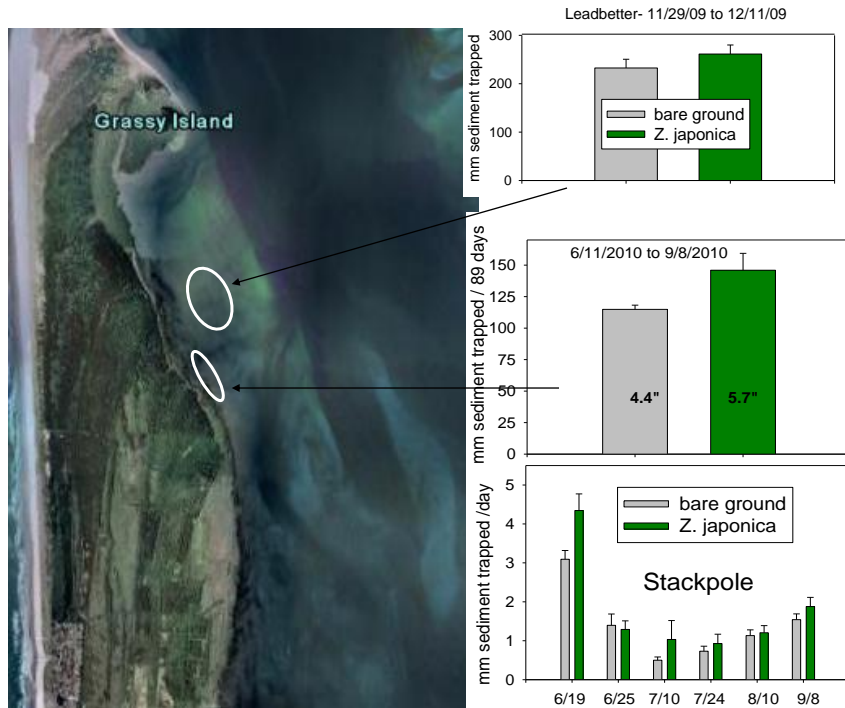 Leadbetter- 11/29/09 to 12/11/09
Grassy Island
mm sediment trapped
300
200
100
0
bare ground
Z. japonica
6/11/2010 to 9/8/2010
mm sediment trapped / 89 days
150
125
100
75
50
25
0
4.4"
5.7"
mm sediment trapped /day
5
4
3
2
1
0
bare ground
Z. japonica
Stackpole
6/19 6/25 7/10 7/24 8/10 9/8